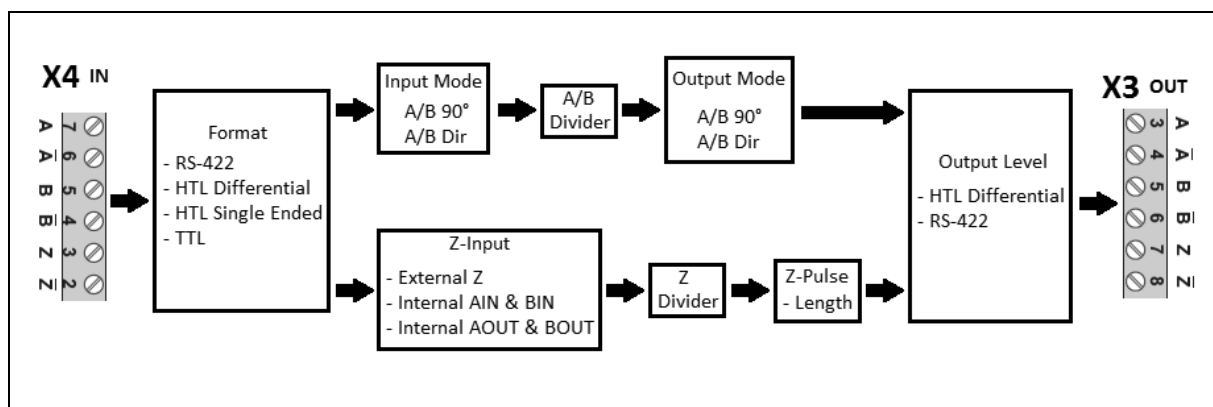 X4 IN
A 7
A̅ 6
B 5
B̅ 4
Z 3
Z̅ 2
Format
- RS-422
- HTL Differential
- HTL Single Ended
- TTL
Input Mode
A/B 90°
A/B Dir
A/B
Divider
Output Mode
A/B 90°
A/B Dir
Z-Input
- External Z
- Internal AIN & BIN
- Internal AOUT & BOUT
Z
Divider
Z-Pulse
- Length
Output Level
- HTL Differential
- RS-422
X3 OUT
3 A
4 A̅
5 B
6 B̅
7 Z
8 Z̅